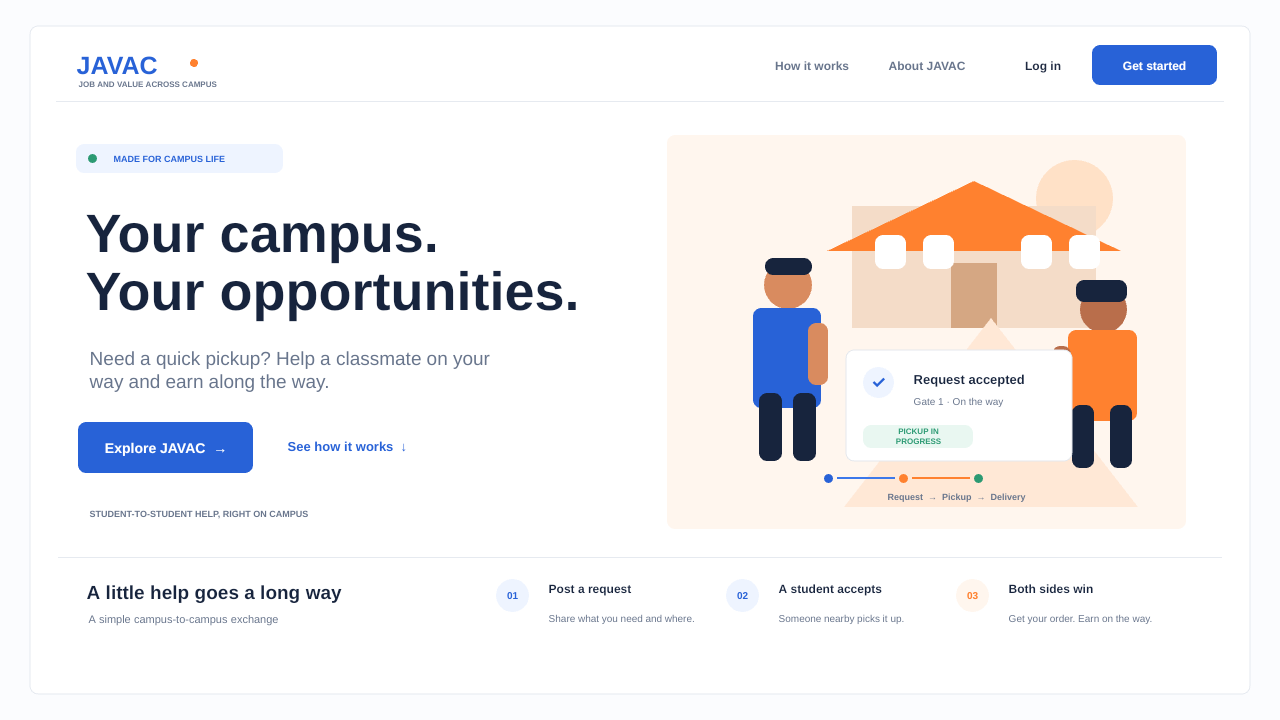 JAVAC
JOB AND VALUE ACROSS CAMPUS
How it works
About JAVAC
Log in
Get started
MADE FOR CAMPUS LIFE
Your campus.
Your opportunities.
Need a quick pickup? Help a classmate on your
way and earn along the way.
Explore JAVAC →
See how it works ↓
STUDENT-TO-STUDENT HELP, RIGHT ON CAMPUS
Request accepted
Gate 1 · On the way
PICKUP IN
PROGRESS
Request → Pickup → Delivery
A little help goes a long way
A simple campus-to-campus exchange
01
Post a request
Share what you need and where.
02
A student accepts
Someone nearby picks it up.
03
Both sides win
Get your order. Earn on the way.